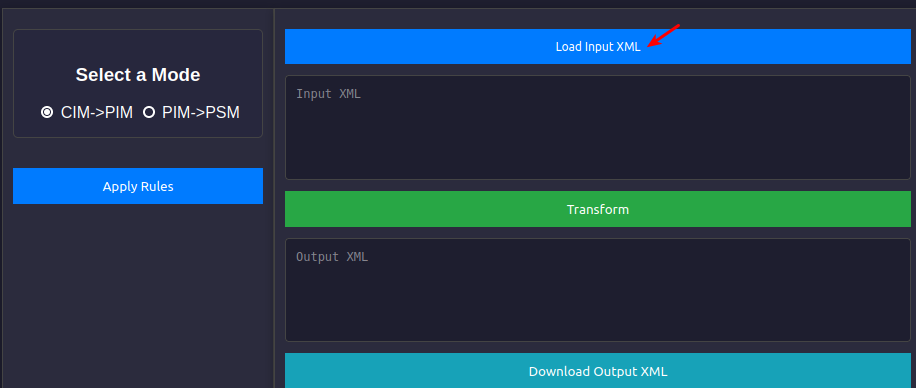 Select a Mode
CIM->PIM PIM->PSM
Apply Rules
Load Input XML
Input XML
Transform
Output XML
Download Output XML